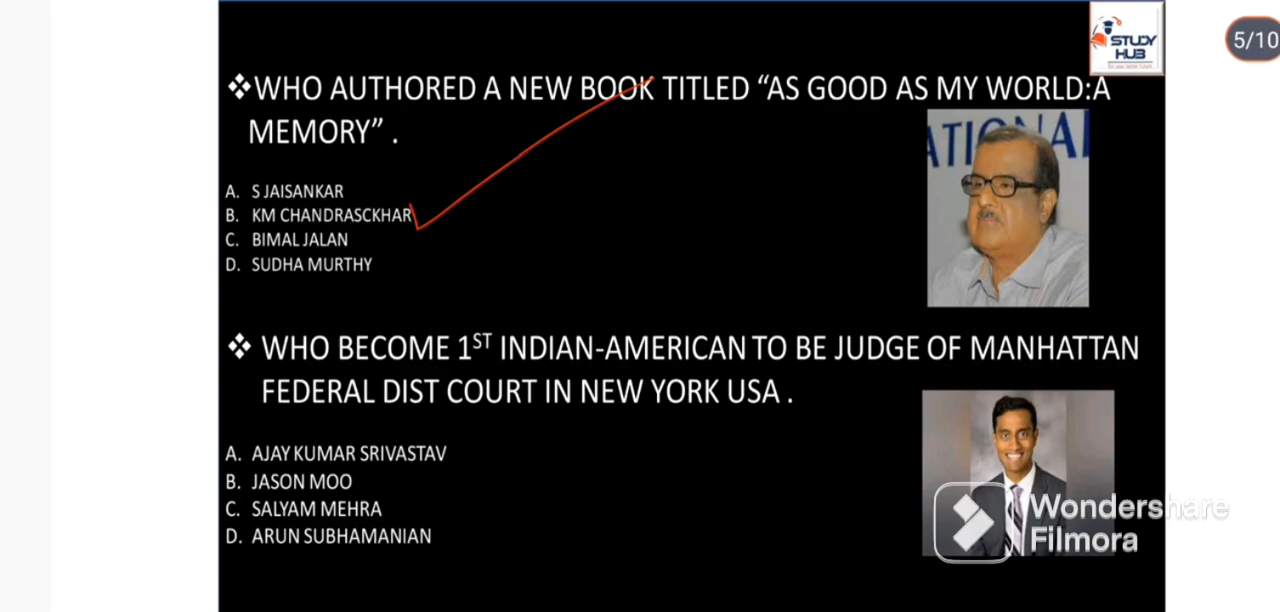 STUDY
HUB
5/10
❖WHO AUTHORED A NEW BOOK TITLED “AS GOOD AS MY WORLD:A
MEMORY” .
ATIONAL
A. S JAISANKAR
B. KM CHANDRASCKHAR
C. BIMAL JALAN
D. SUDHA MURTHY
❖ WHO BECOME 1ST INDIAN-AMERICAN TO BE JUDGE OF MANHATTAN
FEDERAL DIST COURT IN NEW YORK USA .
A. AJAY KUMAR SRIVASTAV
B. JASON MOO
C. SALYAM MEHRA
D. ARUN SUBHAMANIAN
Wondershare
Filmora